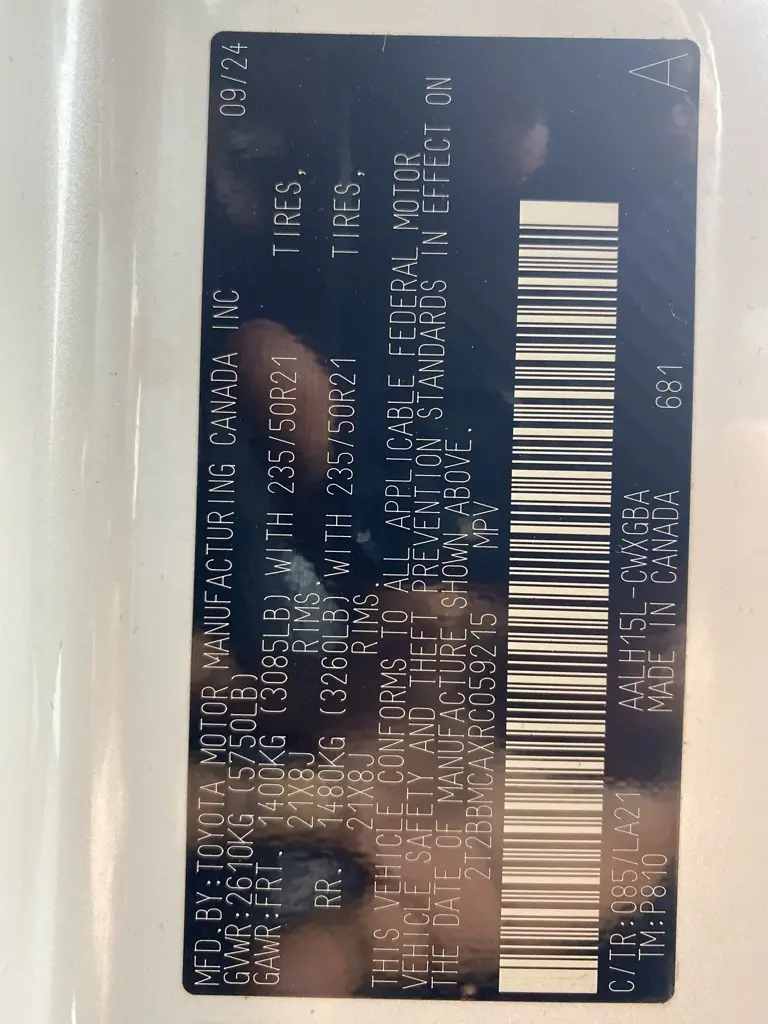 MFD.BY:TOYOTA MOTOR MANUFACTURING CANADA INC 09/24
GVWR:2610KG (5750LB)
GAWR:FRT. 1400KG (3085LB) WITH 235/50R21 TIRES,
21X8J RIMS.
RR. 1480KG (3260LB) WITH 235/50R21 TIRES,
21X8J RIMS.
THIS VEHICLE CONFORMS TO ALL APPLICABLE FEDERAL MOTOR
VEHICLE SAFETY AND THEFT PREVENTION STANDARDS IN EFFECT ON
THE DATE OF MANUFACTURE SHOWN ABOVE.
2T2BBMCAXRC059215 MPV
C/TR:085/LA21 AALH15L-CWXGBA
TM:P810 MADE IN CANADA 681 A